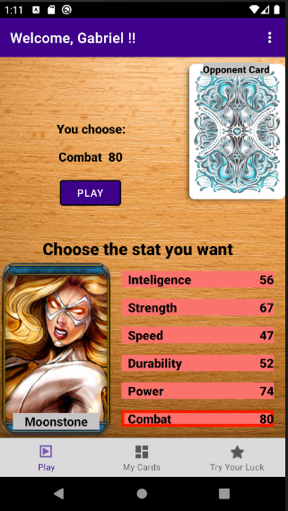 1:11
Welcome, Gabriel !!
Opponent Card
You choose:
Combat 80
PLAY
Choose the stat you want
Inteligence 56
Strength 67
Speed 47
Durability 52
Power 74
Combat 80
Moonstone
Play
My Cards
Try Your Luck